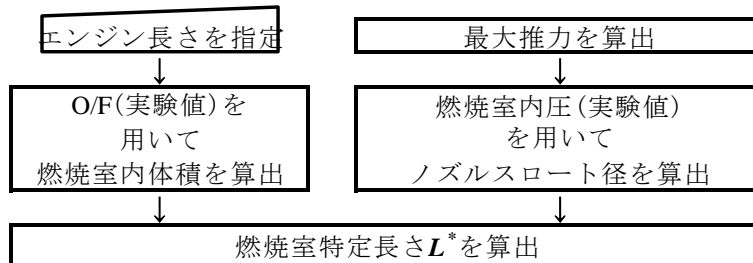 エンジン長さを指定
最大推力を算出
↓
↓
O/F(実験値)を
用いて
燃焼室内体積を算出
燃焼室内圧(実験値)
を用いて
ノズルスロート径を算出
↓
↓
燃焼室特定長さL*を算出